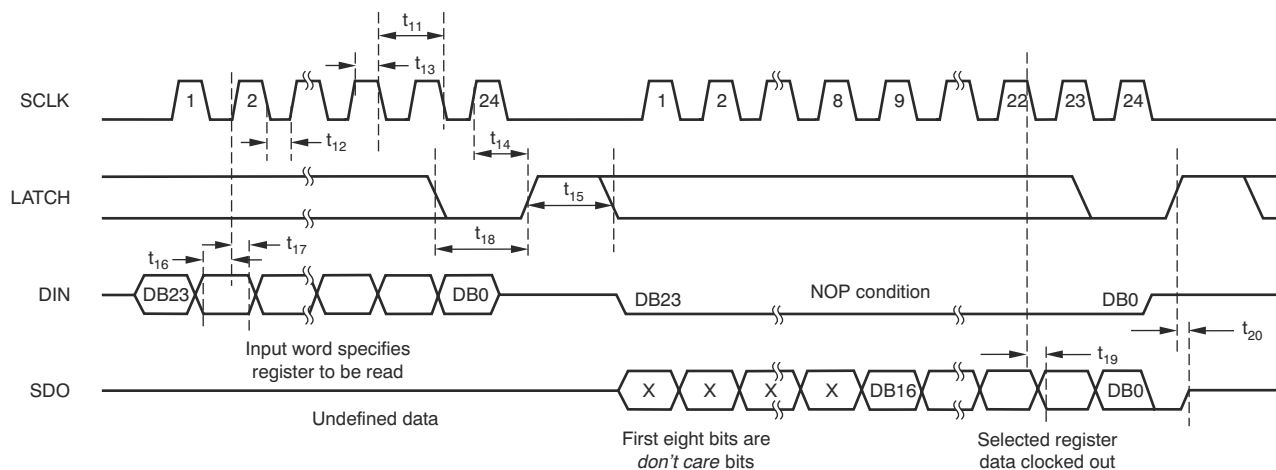 t11
t13
SCLK
1
2
24
1
2
8
9
22
23
24
t12
t14
LATCH
t15
t18
t16
t17
DIN
DB23
DB0
DB23
NOP condition
DB0
Input word specifies
register to be read
t19
t20
SDO
X
X
X
X
DB16
DB0
Undefined data
First eight bits are
don't care bits
Selected register
data clocked out